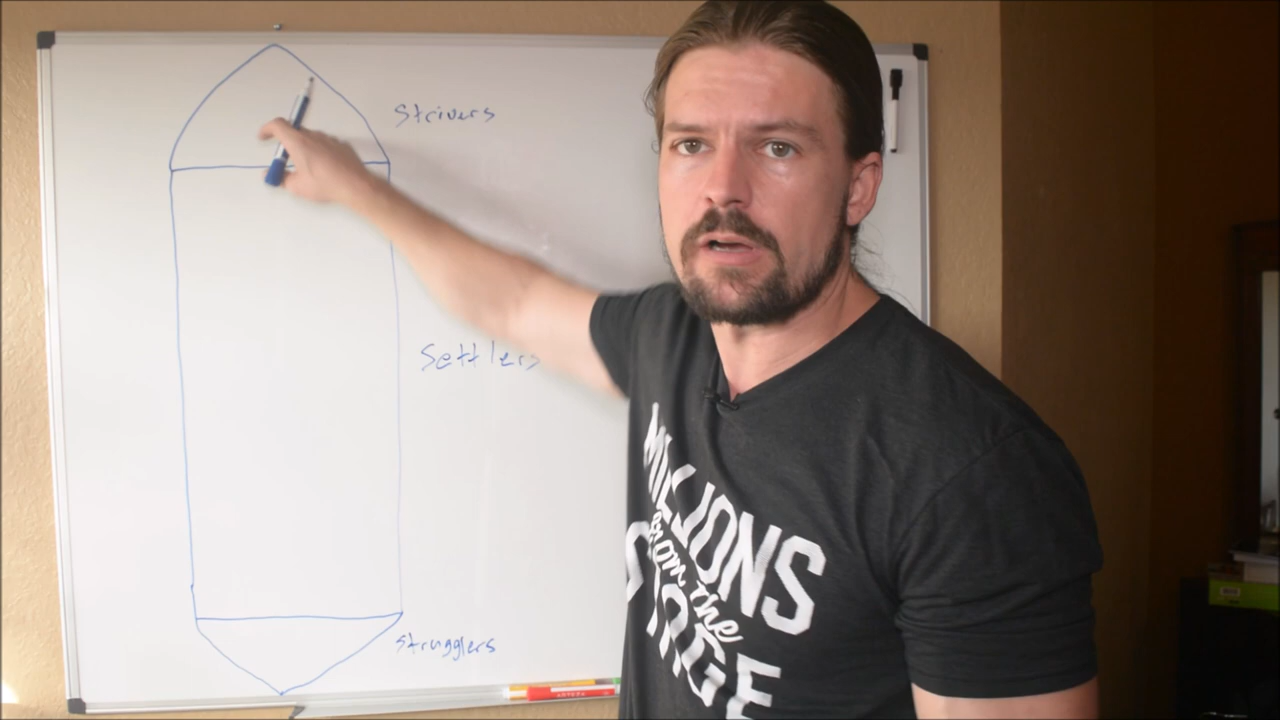 Strivers
Settlers
Strugglers
MILLIONS
from the
STAGE